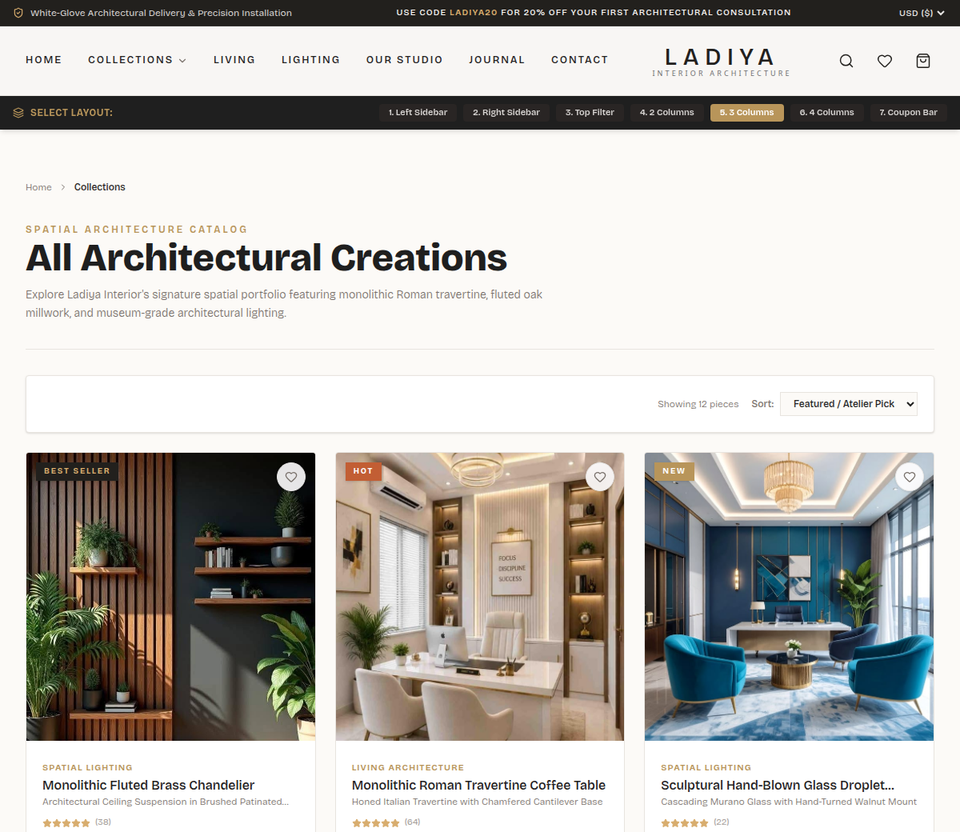 White-Glove Architectural Delivery & Precision Installation
USE CODE LADIYA20 FOR 20% OFF YOUR FIRST ARCHITECTURAL CONSULTATION
USD ($)
HOME
COLLECTIONS
LIVING
LIGHTING
OUR STUDIO
JOURNAL
CONTACT
LADIYA
INTERIOR ARCHITECTURE
SELECT LAYOUT:
1. Left Sidebar
2. Right Sidebar
3. Top Filter
4. 2 Columns
5. 3 Columns
6. 4 Columns
7. Coupon Bar
Home
Collections
SPATIAL ARCHITECTURE CATALOG
All Architectural Creations
Explore Ladiya Interior's signature spatial portfolio featuring monolithic Roman travertine, fluted oak
millwork, and museum-grade architectural lighting.
Showing 12 pieces
Sort:
Featured / Atelier Pick
BEST SELLER
HOT
FOCUS
DISCIPLINE
SUCCESS
NEW
SPATIAL LIGHTING
Monolithic Fluted Brass Chandelier
Architectural Ceiling Suspension in Brushed Patinated...
(38)
LIVING ARCHITECTURE
Monolithic Roman Travertine Coffee Table
Honed Italian Travertine with Chamfered Cantilever Base
(64)
SPATIAL LIGHTING
Sculptural Hand-Blown Glass Droplet...
Cascading Murano Glass with Hand-Turned Walnut Mount
(22)